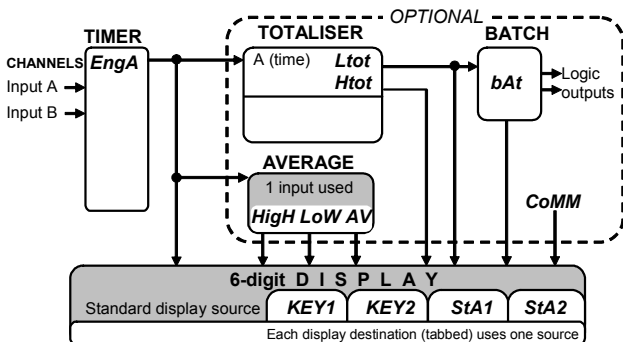 OPTIONAL
TIMER
TOTALISER
BATCH
CHANNELS
EngA
A (time)
Ltot
Htot
bAt
Logic
outputs
Input A
Input B
AVERAGE
1 input used
HigH LoW AV
CoMM
6-digit D I S P L A Y
Standard display source
KEY1
KEY2
StA1
StA2
Each display destination (tabbed) uses one source